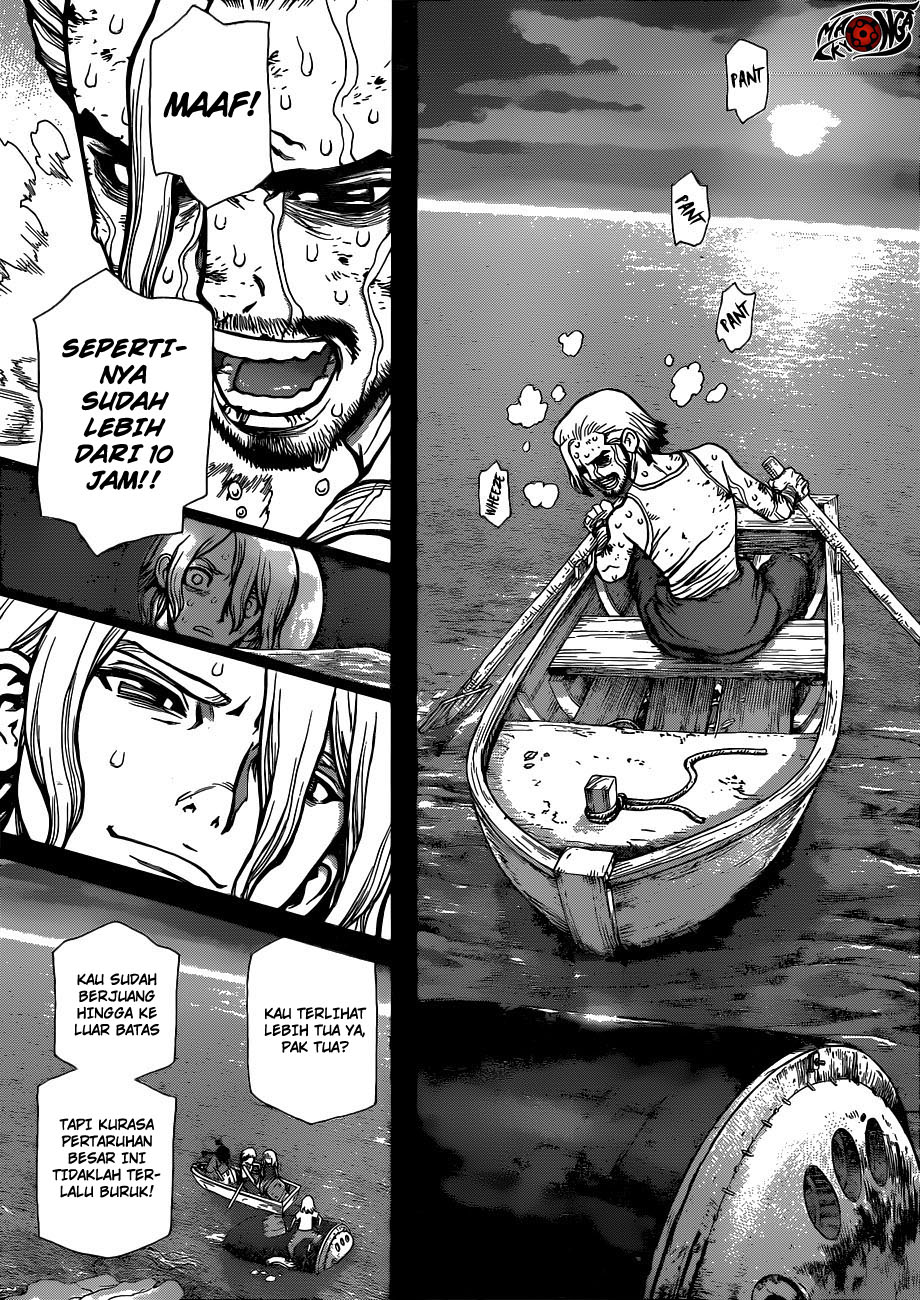 PANT
PANT
PANT
WHEEZE
MAAF!
SEPERTI-
NYA
SUDAH
LEBIH
DARI 10
JAM!!
KAU TERLIHAT
LEBIH TUA YA,
PAK TUA?
KAU SUDAH
BERJUANG
HINGGA KE
LUAR BATAS
TAPI KURASA
PERTARUHAN
BESAR INI
TIDAKLAH TER-
LALU BURUK!